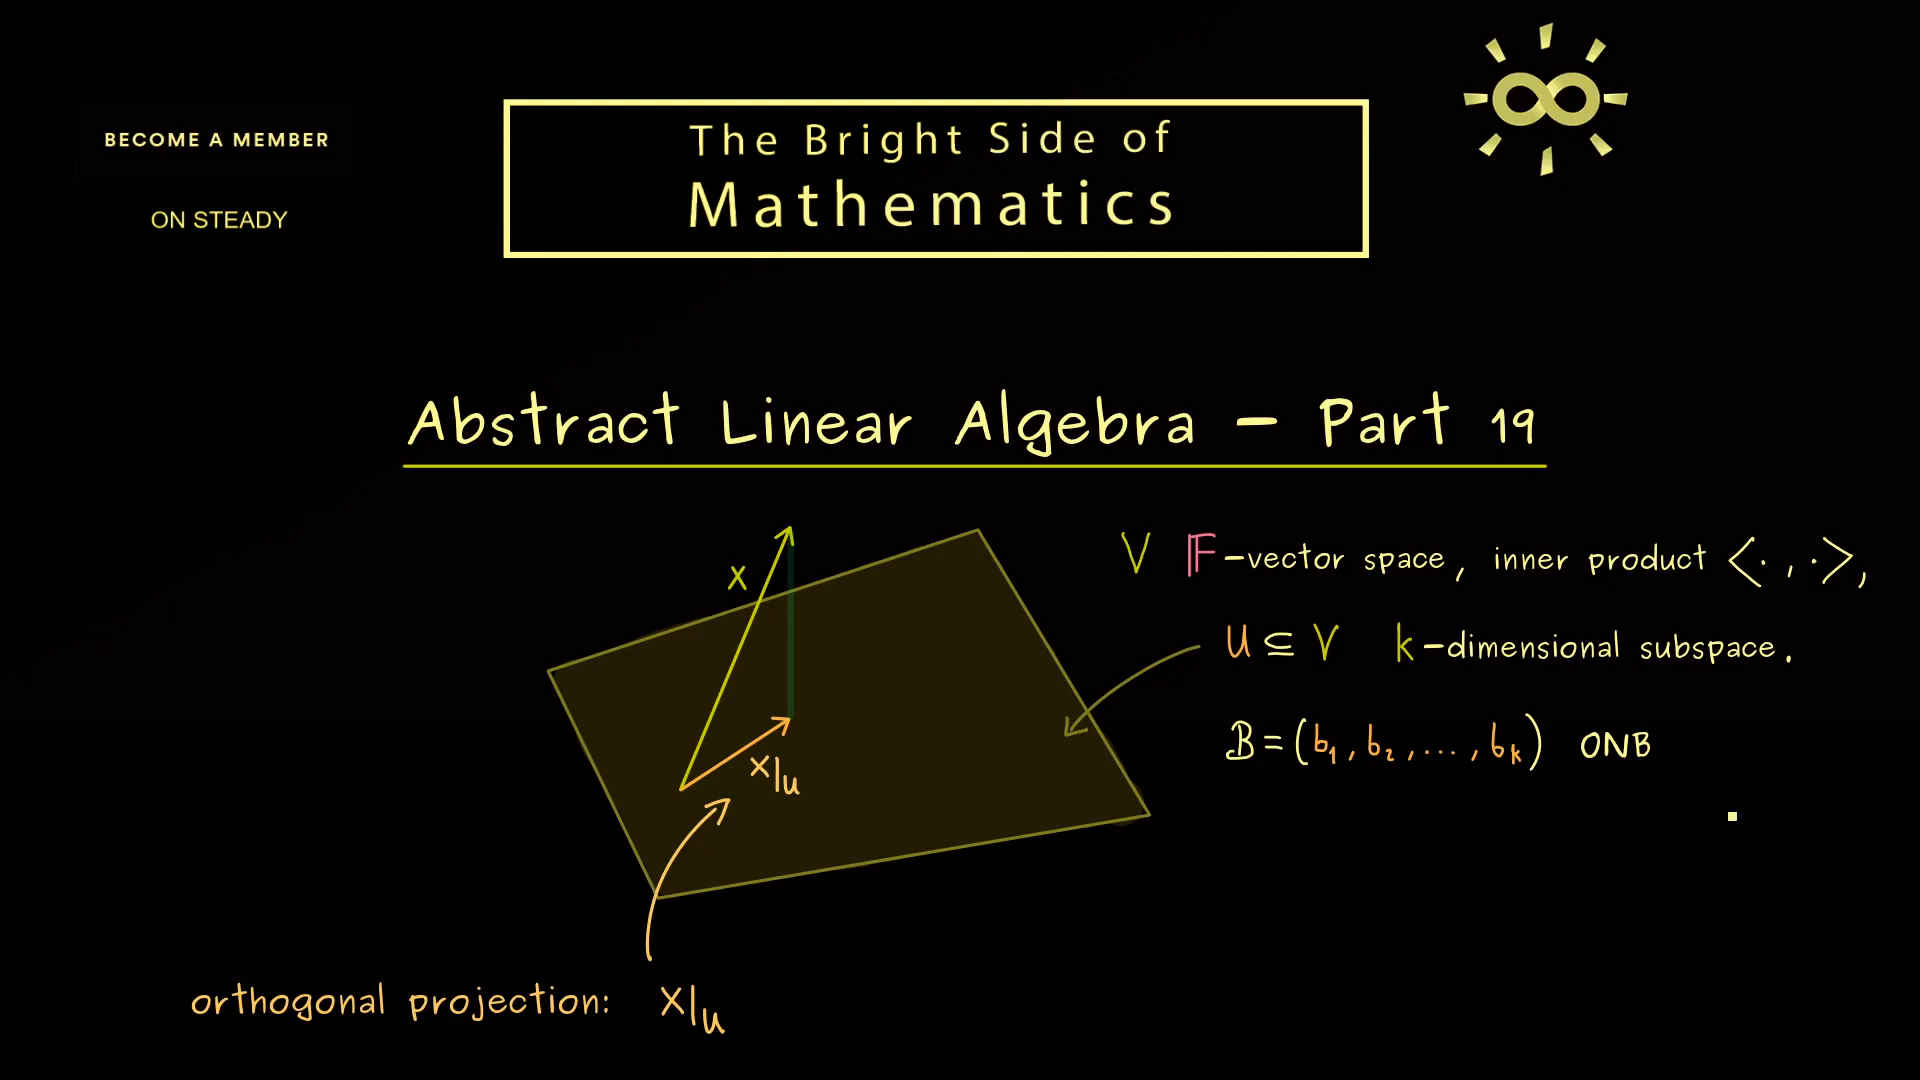 BECOME A MEMBER
ON STEADY
The Bright Side of
Mathematics
Abstract Linear Algebra – Part 19
x
x|ᵤ
V 𝔽-vector space, inner product <·,·>,
U ⊆ V k-dimensional subspace.
ℬ = (b₁, b₂, ..., bₖ) ONB
orthogonal projection: x|ᵤ